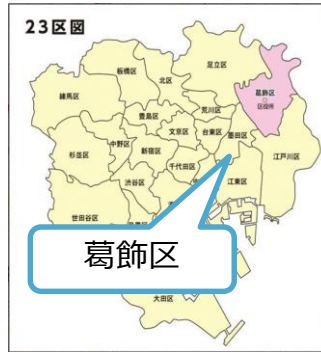 23区図
足立区
板橋区
北区
葛飾区
区役所
練馬区
荒川区
豊島区
文京区
台東区
墨田区
中野区
新宿区
杉並区
千代田区
江戸川区
渋谷区
江東区
世田谷区
葛飾区
大田区